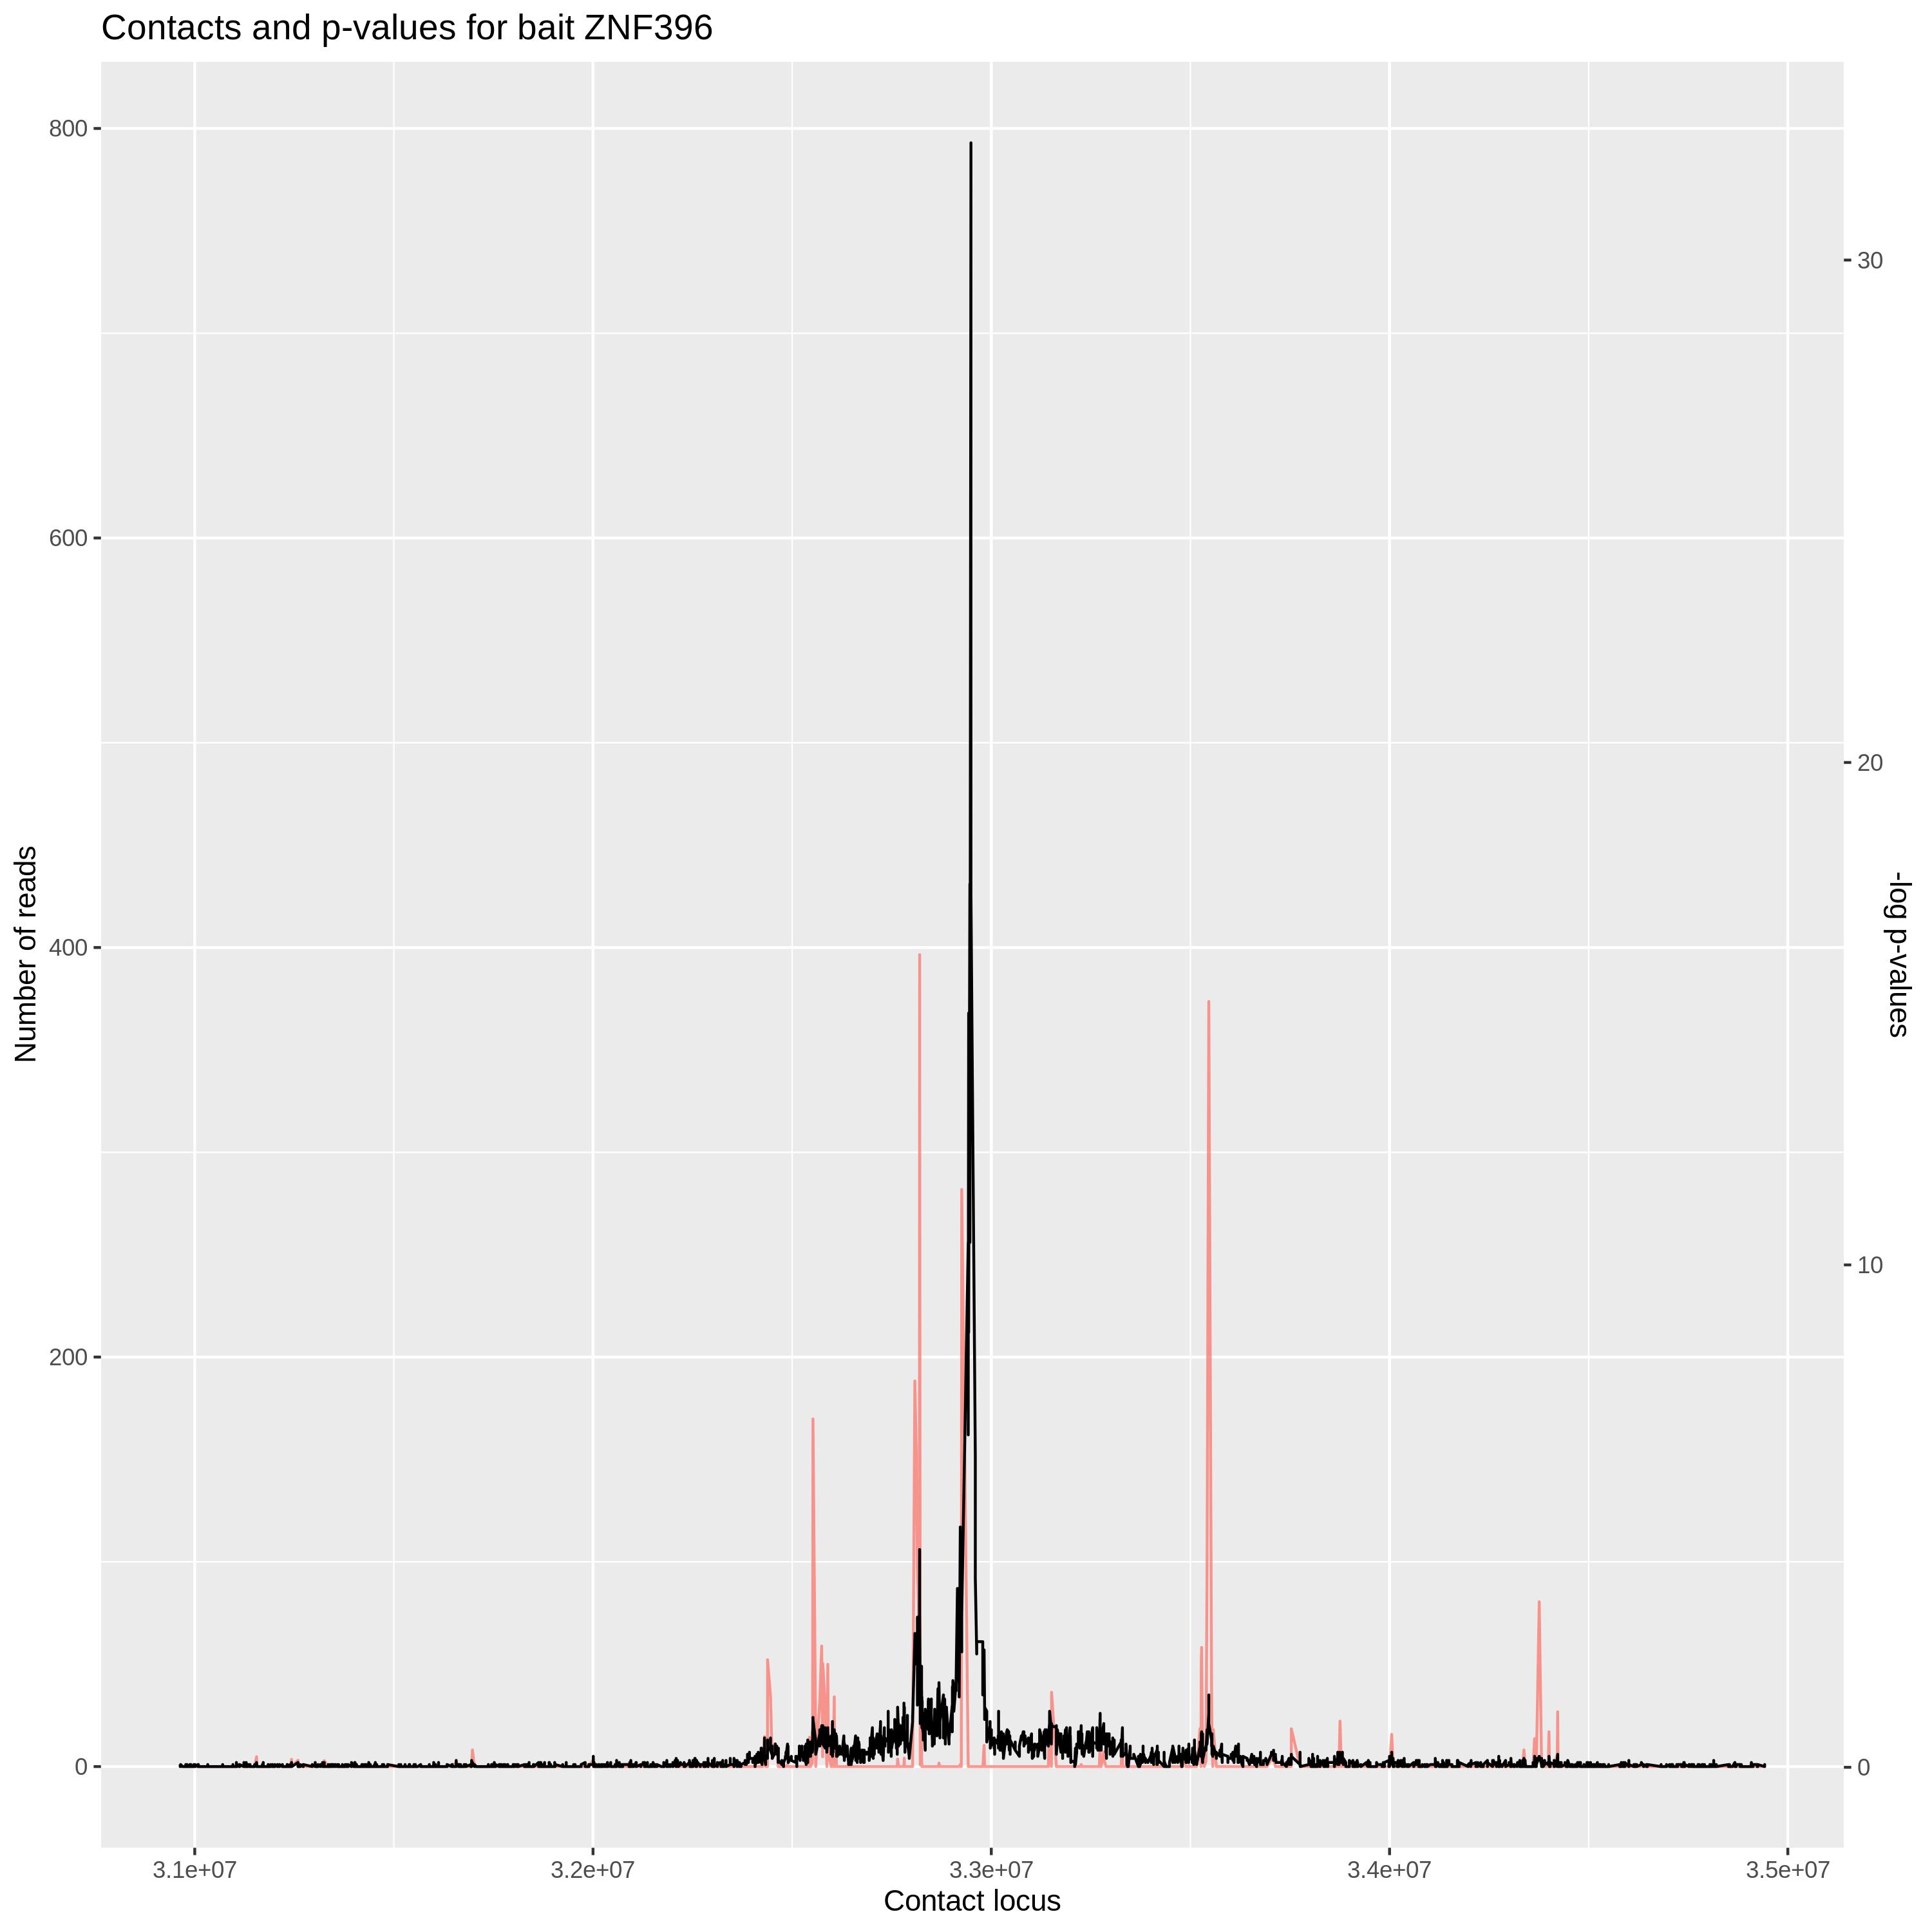 Contacts and p-values for bait ZNF396
800
600
400
200
0
Number of reads
30
20
10
0
-log p-values
3.1e+07
3.2e+07
3.3e+07
3.4e+07
3.5e+07
Contact locus